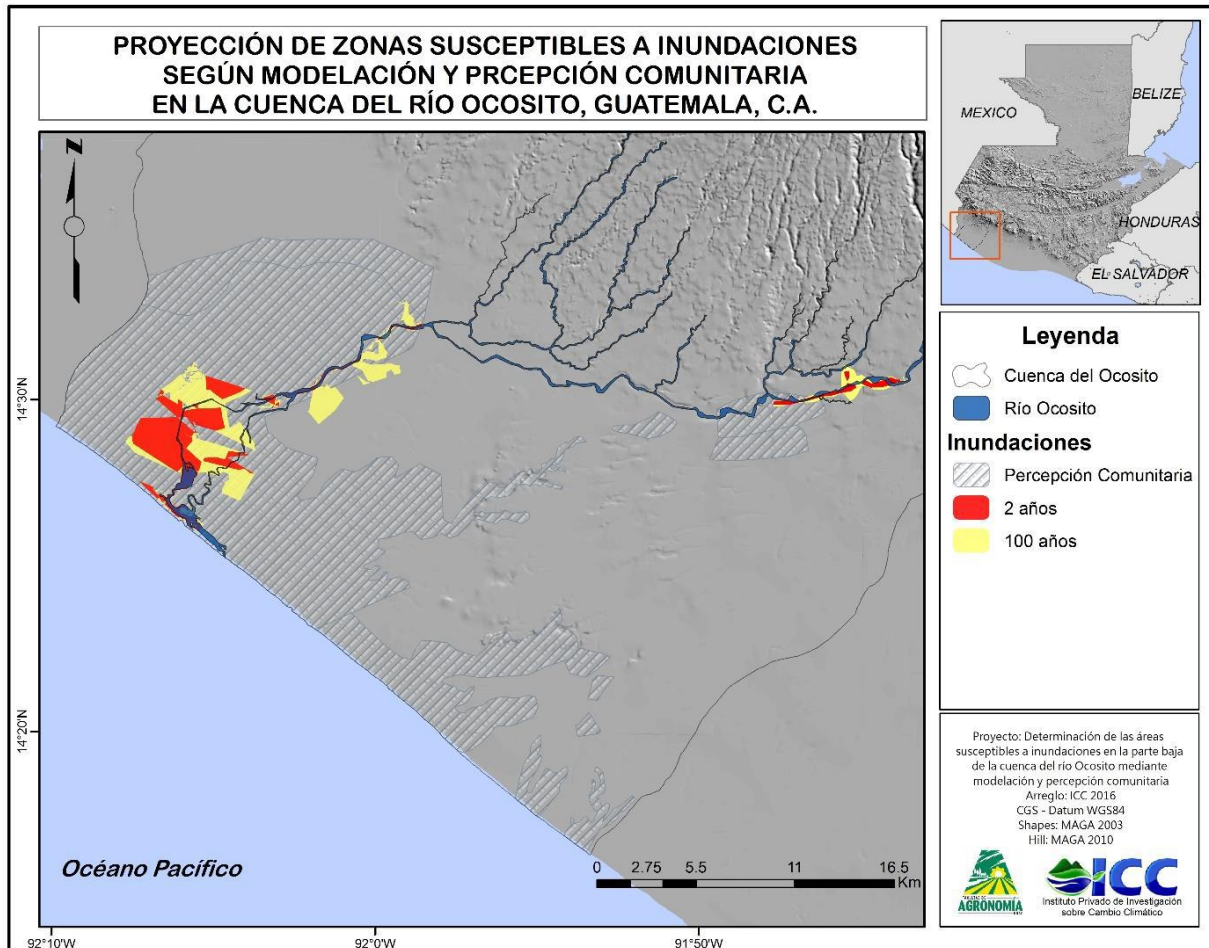 PROYECCIÓN DE ZONAS SUSCEPTIBLES A INUNDACIONES
SEGÚN MODELACIÓN Y PRCEPCIÓN COMUNITARIA
EN LA CUENCA DEL RÍO OCOSITO, GUATEMALA, C.A.
MEXICO
BELIZE
HONDURAS
EL SALVADOR
Z
14°30'N
14°20'N
Océano Pacífico
0 2.75 5.5 11 16.5
Km
92°10'W 92°0'W 91°50'W
Leyenda
Cuenca del Ocosito
Río Ocosito
Inundaciones
Percepción Comunitaria
2 años
100 años
Proyecto: Determinación de las áreas
susceptibles a inundaciones en la parte baja
de la cuenca del río Ocosito mediante
modelación y percepción comunitaria
Arreglo: ICC 2016
CGS - Datum WGS84
Shapes: MAGA 2003
Hill: MAGA 2010
AGRONOMÍA
ICC
Instituto Privado de Investigación
sobre Cambio Climático